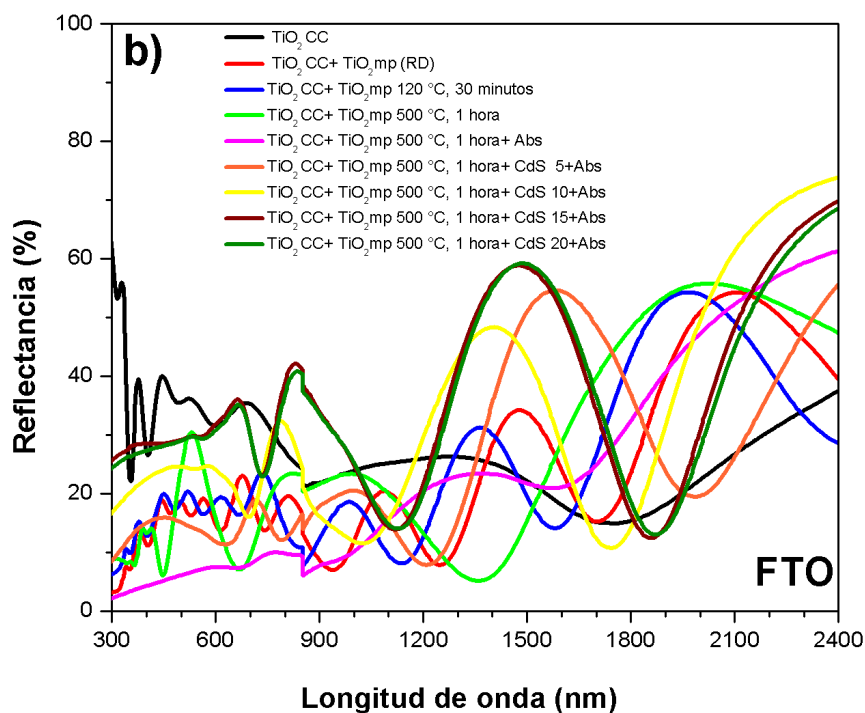 b)
TiO₂ CC
TiO₂ CC+ TiO₂mp (RD)
TiO₂ CC+ TiO₂mp 120 °C, 30 minutos
TiO₂ CC+ TiO₂mp 500 °C, 1 hora
TiO₂ CC+ TiO₂mp 500 °C, 1 hora+ Abs
TiO₂ CC+ TiO₂mp 500 °C, 1 hora+ CdS 5+Abs
TiO₂ CC+ TiO₂mp 500 °C, 1 hora+ CdS 10+Abs
TiO₂ CC+ TiO₂mp 500 °C, 1 hora+ CdS 15+Abs
TiO₂ CC+ TiO₂mp 500 °C, 1 hora+ CdS 20+Abs
Reflectancia (%)
100
80
60
40
20
0
FTO
300 600 900 1200 1500 1800 2100 2400
Longitud de onda (nm)